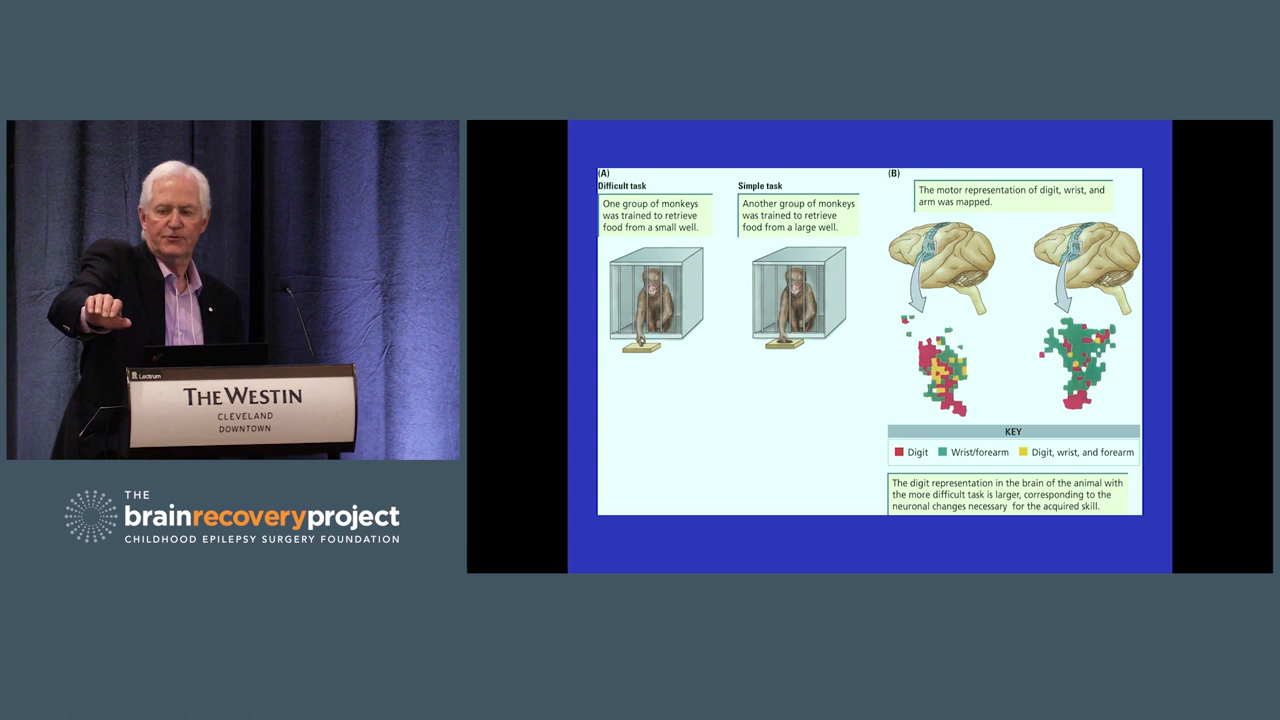 Lectrum
THE WESTIN
CLEVELAND
DOWNTOWN
THE
brainrecoveryproject
CHILDHOOD EPILEPSY SURGERY FOUNDATION
(A)
Difficult task
One group of monkeys
was trained to retrieve
food from a small well.
Simple task
Another group of monkeys
was trained to retrieve
food from a large well.
(B)
The motor representation of digit, wrist, and
arm was mapped.
KEY
Digit
Wrist/forearm
Digit, wrist, and forearm
The digit representation in the brain of the animal with
the more difficult task is larger, corresponding to the
neuronal changes necessary for the acquired skill.